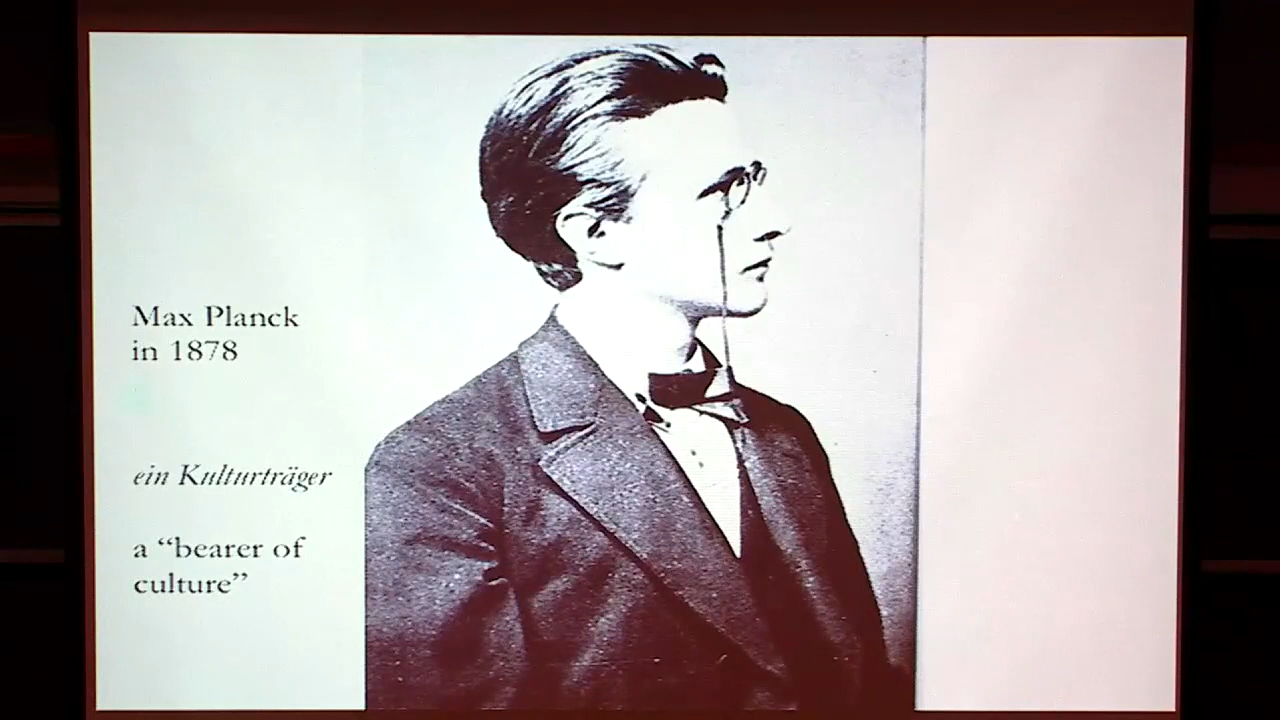 Max Planck
in 1878
ein Kulturträger
a “bearer of
culture”